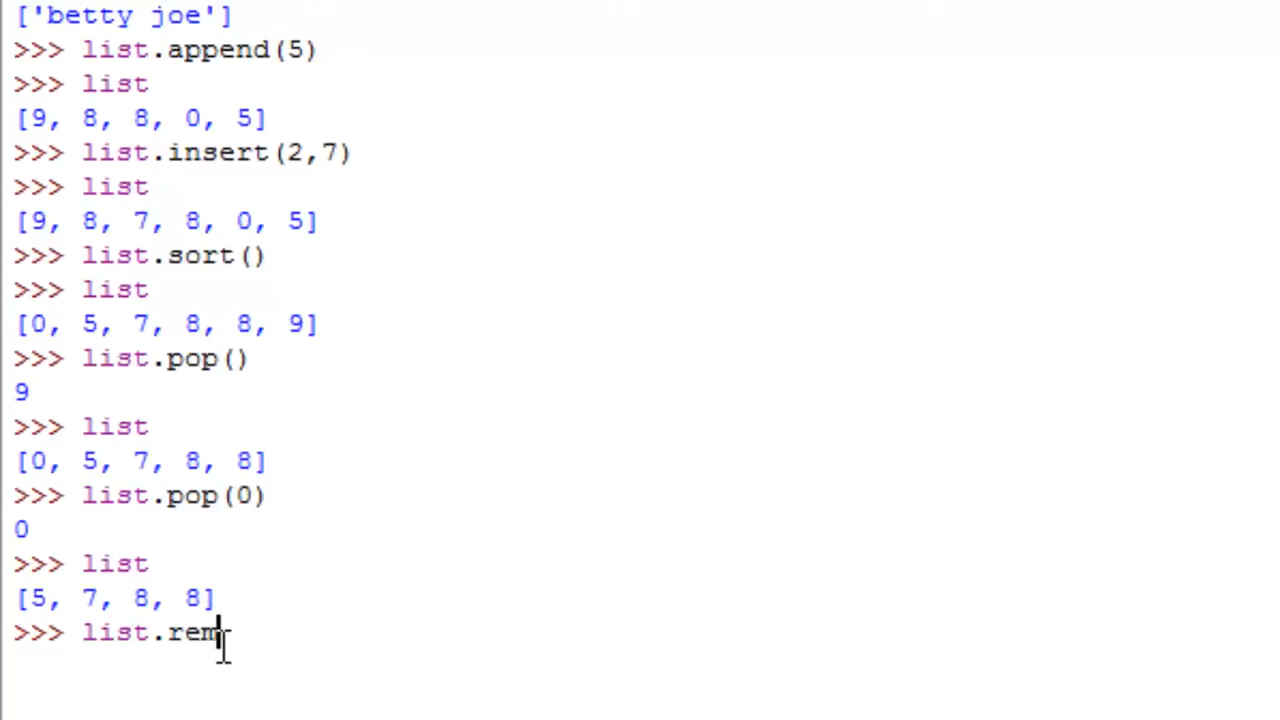 ['betty joe']
>>> list.append(5)
>>> list
[9, 8, 8, 0, 5]
>>> list.insert(2,7)
>>> list
[9, 8, 7, 8, 0, 5]
>>> list.sort()
>>> list
[0, 5, 7, 8, 8, 9]
>>> list.pop()
9
>>> list
[0, 5, 7, 8, 8]
>>> list.pop(0)
0
>>> list
[5, 7, 8, 8]
>>> list.rem